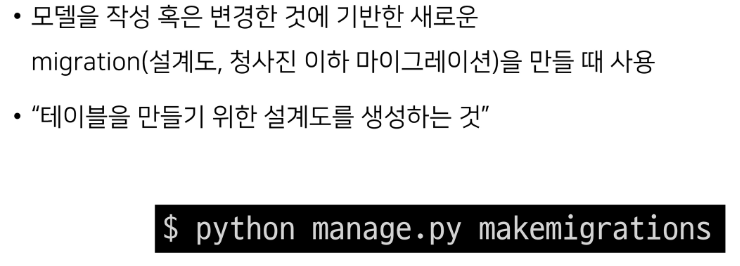 • 모델을 작성 혹은 변경한 것에 기반한 새로운
migration(설계도, 청사진 이하 마이그레이션)을 만들 때 사용
• “테이블을 만들기 위한 설계도를 생성하는 것”
$ python manage.py makemigrations